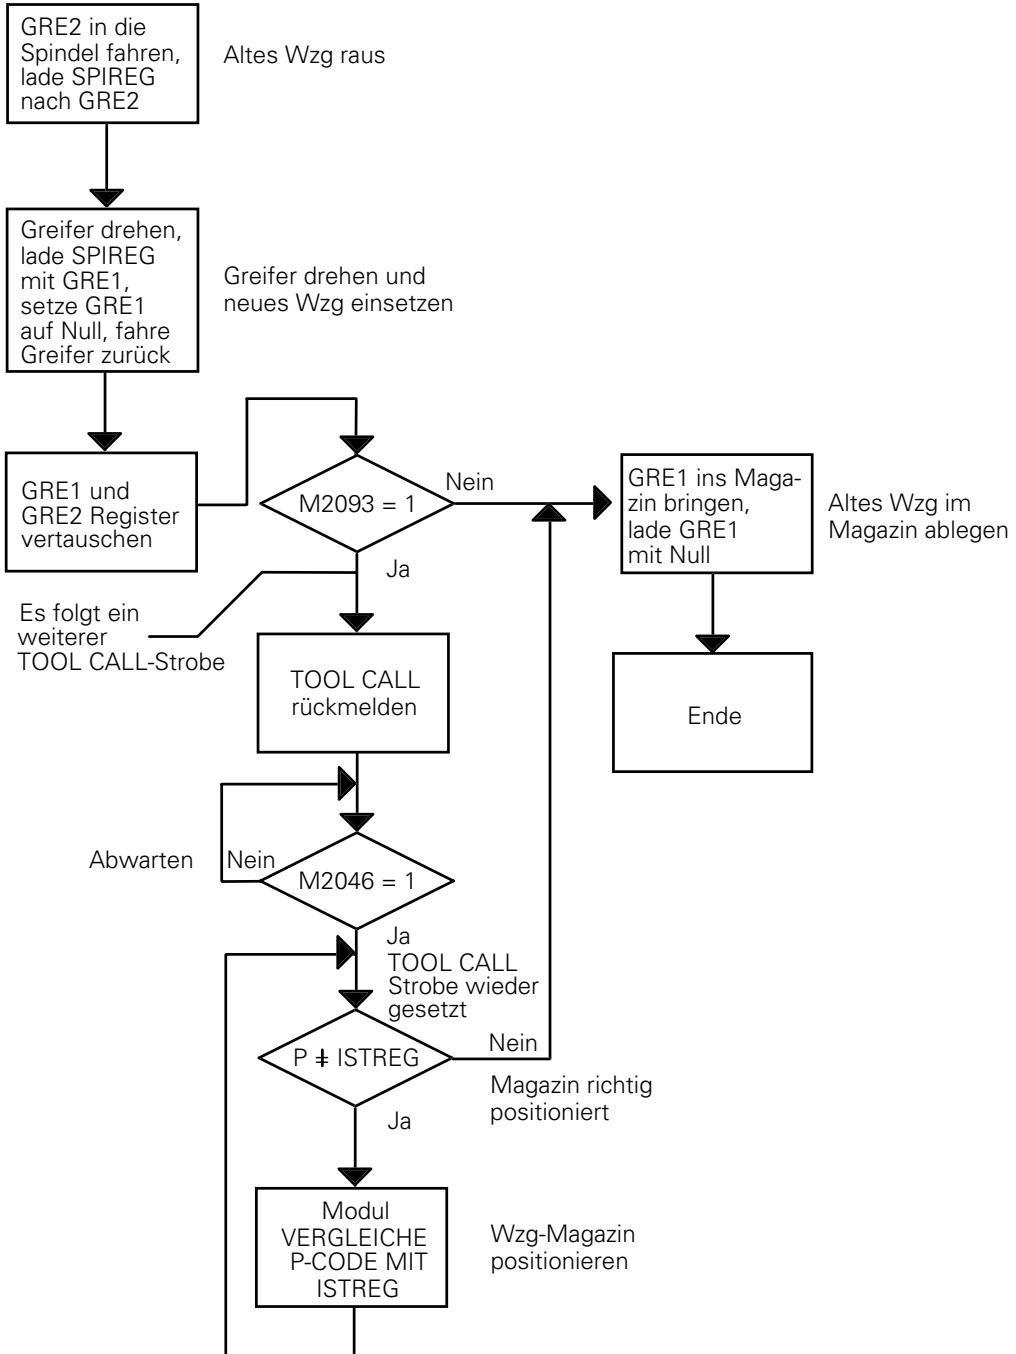 GRE2 in die
Spindel fahren,
lade SPIREG
nach GRE2
Altes Wzg raus
Greifer drehen,
lade SPIREG
mit GRE1,
setze GRE1
auf Null, fahre
Greifer zurück
Greifer drehen und
neues Wzg einsetzen
GRE1 und
GRE2 Register
vertauschen
M2093 = 1
Nein
GRE1 ins Maga-
zin bringen,
lade GRE1
mit Null
Altes Wzg im
Magazin ablegen
Ja
Es folgt ein
weiterer
TOOL CALL-Strobe
TOOL CALL
rückmelden
Ende
Abwarten
Nein
M2046 = 1
Ja
TOOL CALL
Strobe wieder
gesetzt
P ‡ ISTREG
Nein
Magazin richtig
positioniert
Ja
Modul
VERGLEICHE
P-CODE MIT
ISTREG
Wzg-Magazin
positionieren